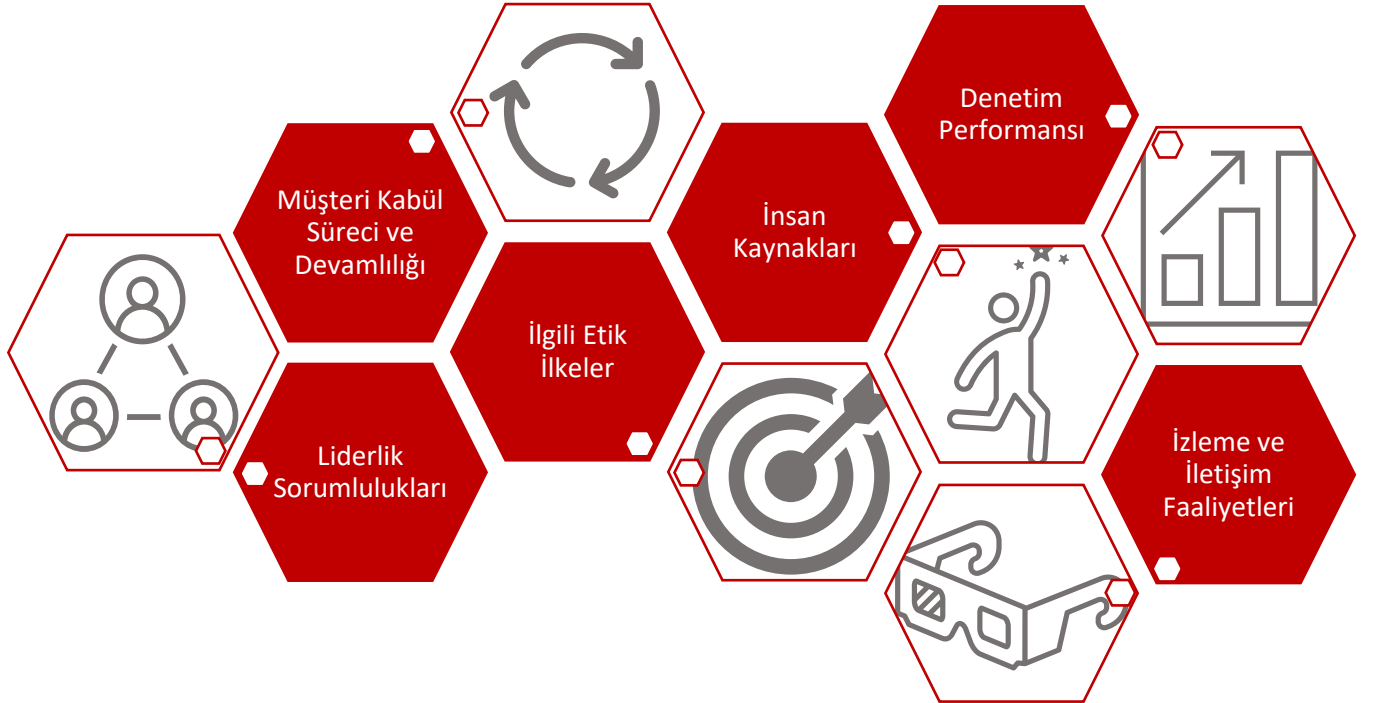 Müşteri Kabül
Süreci ve
Devamlılığı
Liderlik
Sorumlulukları
İlgili Etik
İlkeler
İnsan
Kaynakları
Denetim
Performansı
İzleme ve
İletişim
Faaliyetleri